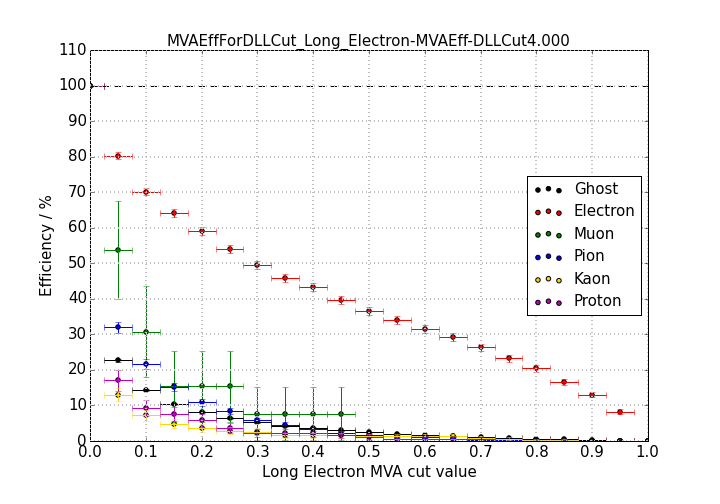 MVAEffForDLLCut_Long_Electron-MVAEff-DLLCut4.000
Efficiency / %
110
100
90
80
70
60
50
40
30
20
10
0
0.0 0.1 0.2 0.3 0.4 0.5 0.6 0.7 0.8 0.9 1.0
Long Electron MVA cut value
Ghost
Electron
Muon
Pion
Kaon
Proton